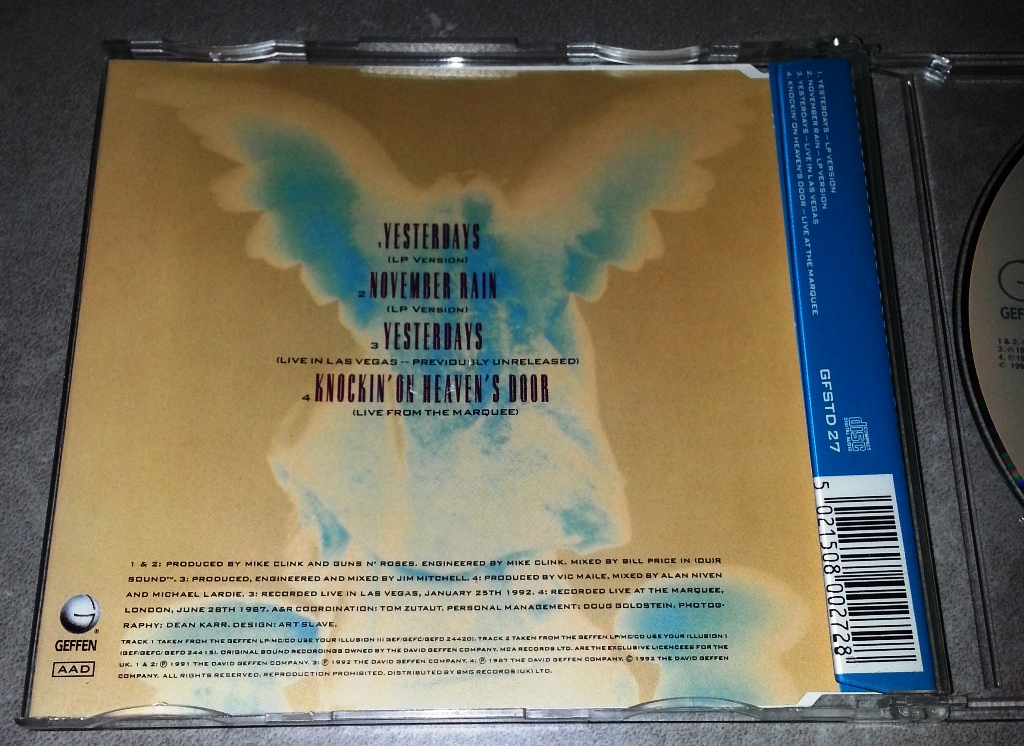 1. YESTERDAYS
(LP VERSION)
2 NOVEMBER RAIN
(LP VERSION)
3 YESTERDAYS
(LIVE IN LAS VEGAS -- PREVIOUSLY UNRELEASED)
4 KNOCKIN' ON HEAVEN'S DOOR
(LIVE FROM THE MARQUEE)
1 & 2: PRODUCED BY MIKE CLINK AND GUNS N' ROSES. ENGINEERED BY MIKE CLINK. MIXED BY BILL PRICE IN (OUR
SOUND™. 3: PRODUCED, ENGINEERED AND MIXED BY JIM MITCHELL. 4: PRODUCED BY VIC MAILE, MIXED BY ALAN NIVEN
AND MICHAEL LARDIE. 3: RECORDED LIVE IN LAS VEGAS, JANUARY 25TH 1992. 4: RECORDED LIVE AT THE MARQUEE,
LONDON, JUNE 28TH 1987. A&R COORDINATION: TOM ZUTAUT. PERSONAL MANAGEMENT: DOUG GOLDSTEIN. PHOTOG-
RAPHY: DEAN KARR. DESIGN: ART SLAVE.
TRACK 1 TAKEN FROM THE GEFFEN LP/MC/CD USE YOUR ILLUSION II (GEF/GEFC/GEFD 24420). TRACK 2 TAKEN FROM THE GEFFEN LP/MC/CD USE YOUR ILLUSION I
(GEF/GEFC/GEFD 24415). ORIGINAL SOUND RECORDINGS OWNED BY THE DAVID GEFFEN COMPANY. MCA RECORDS LTD. ARE THE EXCLUSIVE LICENCEES FOR THE
UK. 1 & 2: ℗ 1991 THE DAVID GEFFEN COMPANY. 3: ℗ 1992 THE DAVID GEFFEN COMPANY. 4: ℗ 1987 THE DAVID GEFFEN COMPANY. © 1992 THE DAVID GEFFEN
COMPANY. ALL RIGHTS RESERVED. REPRODUCTION PROHIBITED. DISTRIBUTED BY BMG RECORDS (UK) LTD.
GEFFEN
AAD
1. YESTERDAYS – LP VERSION
2. NOVEMBER RAIN – LP VERSION
3. YESTERDAYS – LIVE IN LAS VEGAS
4. KNOCKIN' ON HEAVEN'S DOOR – LIVE AT THE MARQUEE
GFSTD 27
COMPACT
disc
DIGITAL AUDIO
5 021508 002728
GEF
1 & 2.